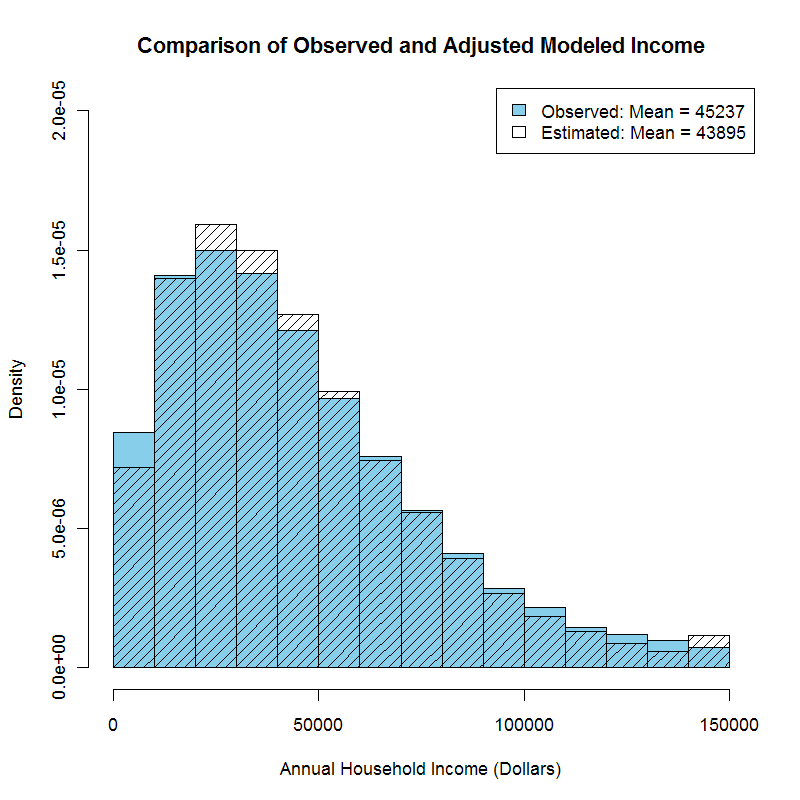 Comparison of Observed and Adjusted Modeled Income
Observed: Mean = 45237
Estimated: Mean = 43895
2.0e-05
1.5e-05
1.0e-05
5.0e-06
0.0e+00
Density
0 50000 100000 150000
Annual Household Income (Dollars)